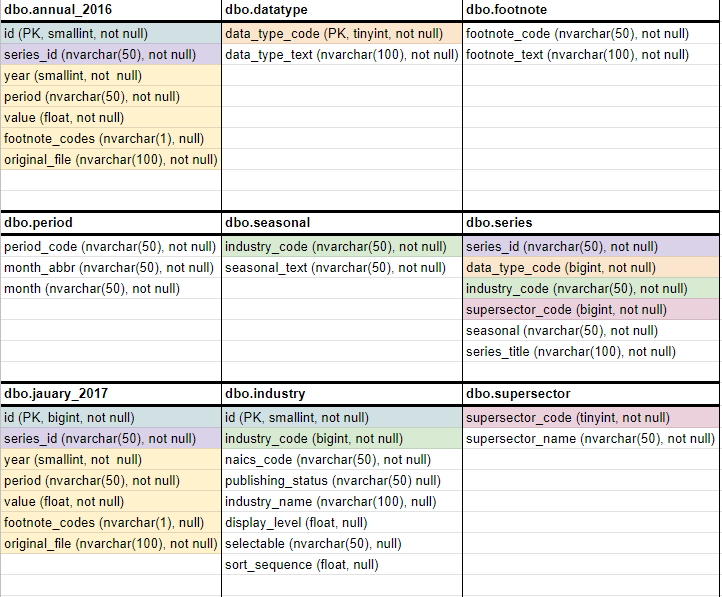 dbo.annual_2016
id (PK, smallint, not null)
series_id (nvarchar(50), not null)
year (smallint, not  null)
period (nvarchar(50), not null)
value (float, not null)
footnote_codes (nvarchar(1), null)
original_file (nvarchar(100), not null)
dbo.datatype
data_type_code (PK, tinyint, not null)
data_type_text (nvarchar(100), not null)
dbo.footnote
footnote_code (nvarchar(50), not null)
footnote_text (nvarchar(100), not null)
dbo.period
period_code (nvarchar(50), not null)
month_abbr (nvarchar(50), not null)
month (nvarchar(50), not null)
dbo.seasonal
industry_code (nvarchar(50), not null)
seasonal_text (nvarchar(50), not null)
dbo.series
series_id (nvarchar(50), not null)
data_type_code (bigint, not null)
industry_code (nvarchar(50), not null)
supersector_code (bigint, not null)
seasonal (nvarchar(50), not null)
series_title (nvarchar(100), not null)
dbo.jauary_2017
id (PK, bigint, not null)
series_id (nvarchar(50), not null)
year (smallint, not  null)
period (nvarchar(50), not null)
value (float, not null)
footnote_codes (nvarchar(1), null)
original_file (nvarchar(100), not null)
dbo.industry
id (PK, smallint, not null)
industry_code (bigint, not null)
naics_code (nvarchar(50), not null)
publishing_status (nvarchar(50) null)
industry_name (nvarchar(100), null)
display_level (float, null)
selectable (nvarchar(50), null)
sort_sequence (float, null)
dbo.supersector
supersector_code (tinyint, not null)
supersector_name (nvarchar(50), not null)